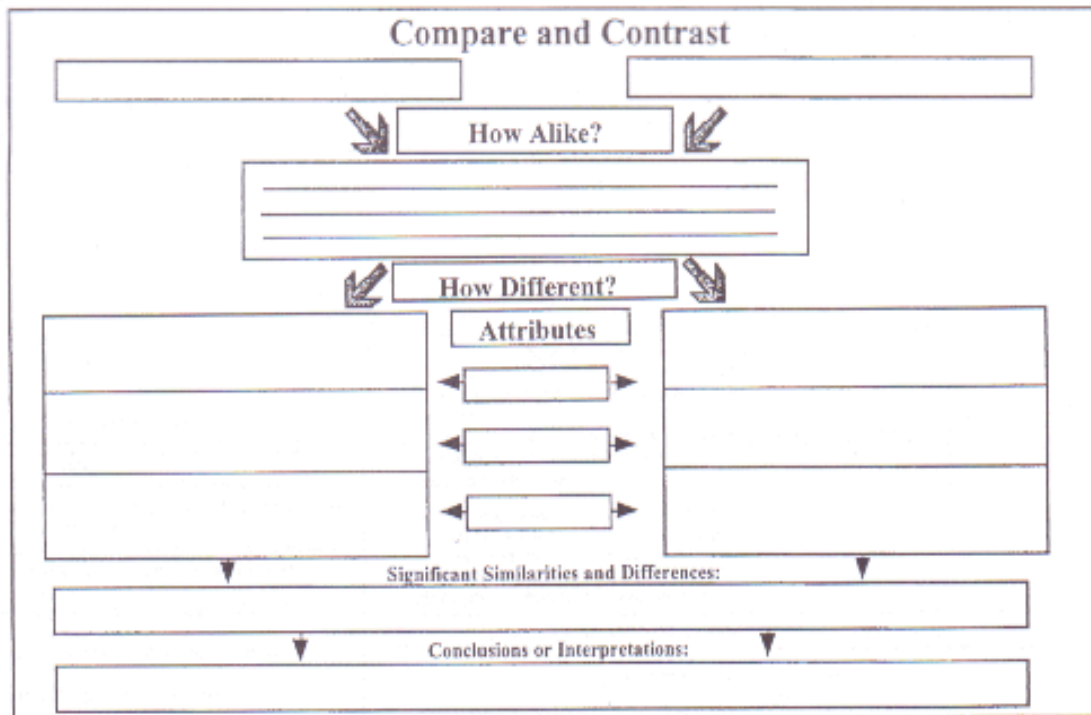 Compare and Contrast
How Alike?
How Different?
Attributes
Significant Similarities and Differences:
Conclusions or Interpretations: